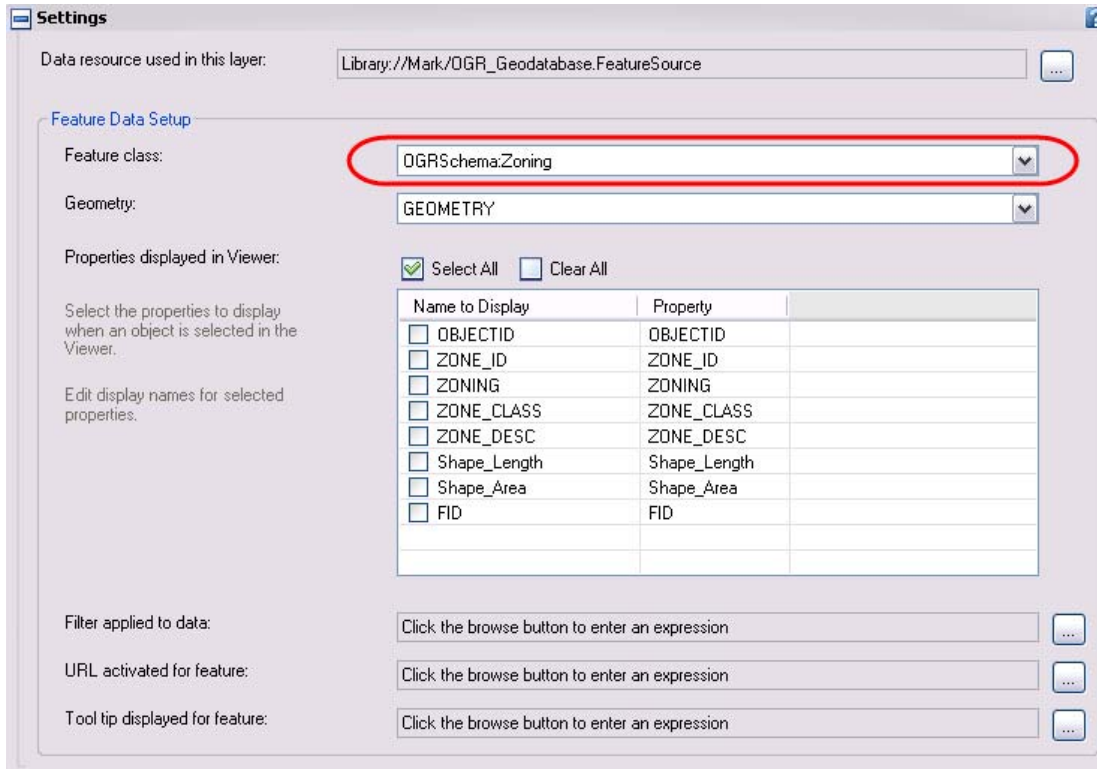 Settings
Data resource used in this layer:
Library://Mark/OGR_Geodatabase.FeatureSource
...
Feature Data Setup
Feature class:
OGRSchema:Zoning
Geometry:
GEOMETRY
Properties displayed in Viewer:
Select All
Clear All
Select the properties to display
when an object is selected in the
Viewer.
Edit display names for selected
properties.
Name to Display Property
OBJECTID OBJECTID
ZONE_ID ZONE_ID
ZONING ZONING
ZONE_CLASS ZONE_CLASS
ZONE_DESC ZONE_DESC
Shape_Length Shape_Length
Shape_Area Shape_Area
FID FID
Filter applied to data:
Click the browse button to enter an expression
...
URL activated for feature:
Click the browse button to enter an expression
...
Tool tip displayed for feature:
Click the browse button to enter an expression
...